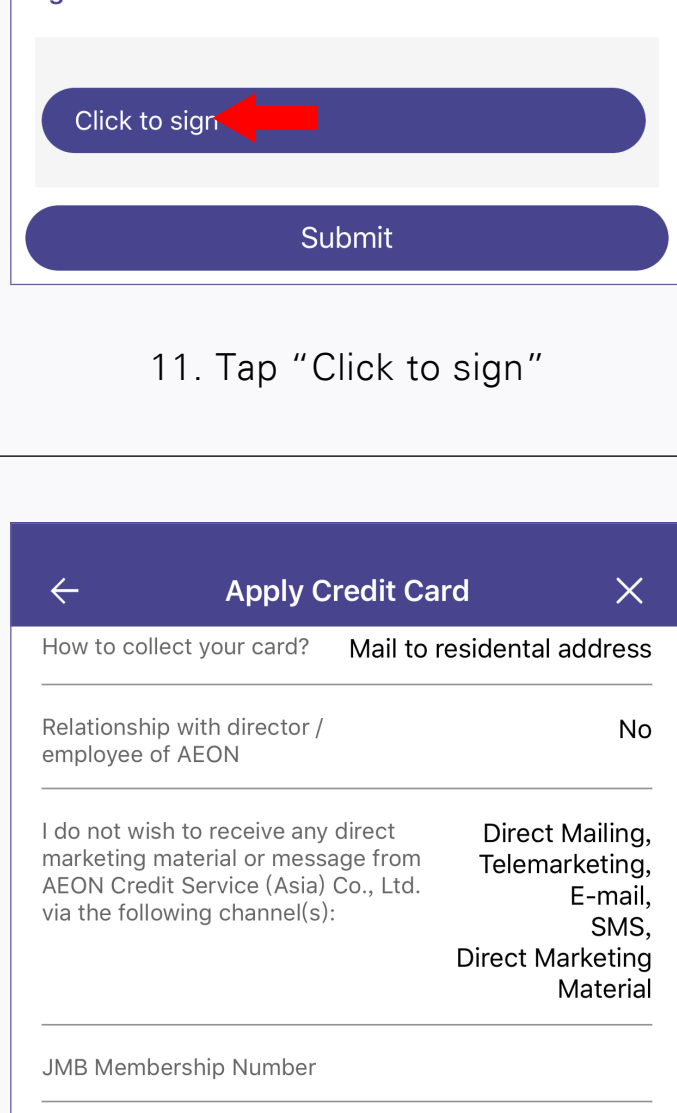 Click to sign
Submit
11. Tap “Click to sign”
Apply Credit Card
How to collect your card?
Mail to residental address
Relationship with director /
employee of AEON
No
I do not wish to receive any direct
marketing material or message from
AEON Credit Service (Asia) Co., Ltd.
via the following channel(s):
Direct Mailing,
Telemarketing,
E-mail,
SMS,
Direct Marketing
Material
JMB Membership Number